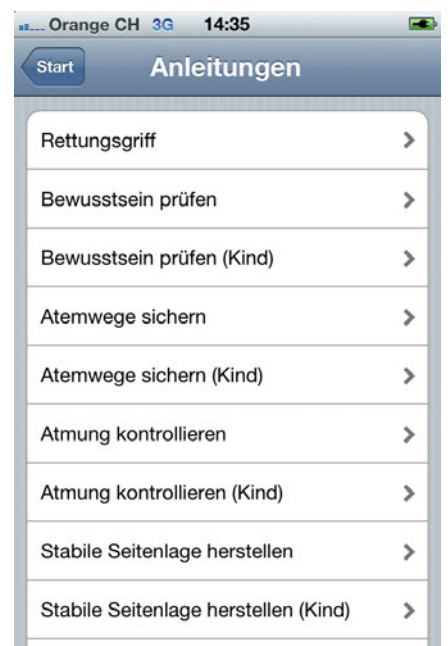 Orange CH 3G 14:35
Start Anleitungen
Rettungsgriff
Bewusstsein prüfen
Bewusstsein prüfen (Kind)
Atemwege sichern
Atemwege sichern (Kind)
Atmung kontrollieren
Atmung kontrollieren (Kind)
Stabile Seitenlage herstellen
Stabile Seitenlage herstellen (Kind)